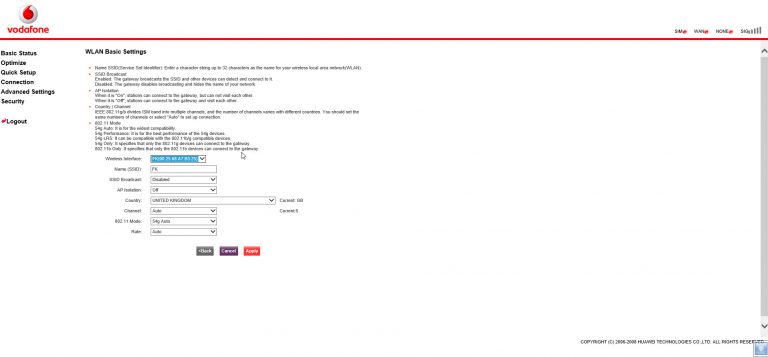 vodafone
SIM WAN NONE SIG
Basic Status
Optimize
Quick Setup
Connection
Advanced Settings
Security
Logout
WLAN Basic Settings
Name SSID(Service Set Identifier): Enter a character string up to 32 characters as the name for your wireless local area network(WLAN).
SSID Broadcast
Enabled: The gateway broadcasts the SSID and other devices can detect and connect to it.
Disabled: The gateway disables broadcasting and hides the name of your network.
AP Isolation
When it is "On", stations can connect to the gateway, but can not visit each other.
When it is "Off", stations can connect to the gateway and visit each other.
Country | Channel
IEEE 802.11g/b divides ISM band into multiple channels, and the number of channels varies with different countries. You should set
same numbers of channels or select "Auto" to set up connection.
802.11 Mode
54g Auto: It is for the widest compatibility.
54g Performance: It is for the best performance of the 54g devices.
54g LRS: It can be compatible with the 11b/g compatible devices.
54g Only: It specifies that only the 802.11g devices can connect to the gateway.
802.11b Only: It specifies that only the 802.11b devices can connect to the gateway.
Wireless Interface:
Name (SSID): FK
SSID Broadcast: Disabled
AP Isolation: Off
Country: UNITED KINGDOM Current: GB
Channel: Auto Current:5
802.11 Mode: 54g Auto
Rate: Auto
<Back Cancel Apply
COPYRIGHT (C) 2006-2008 HUAWEI TECHNOLOGIES CO.,LTD. ALL RESERVED